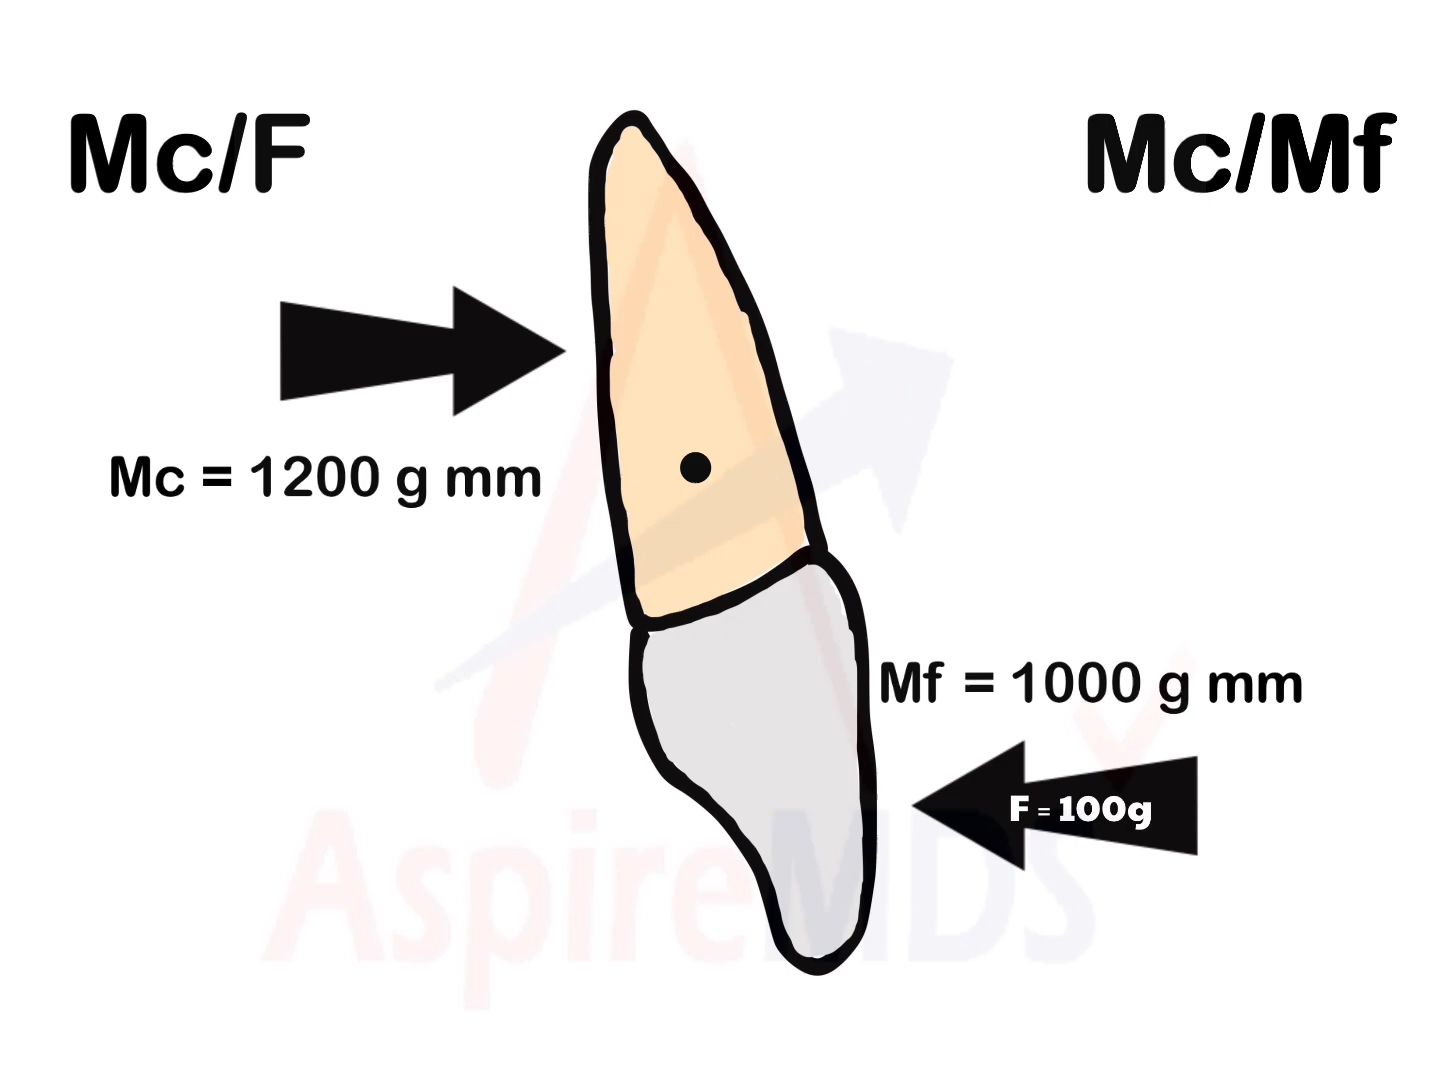 Mc/F
Mc/Mf
Mc = 1200 g mm
Mf = 1000 g mm
F = 100g
AspireMDS